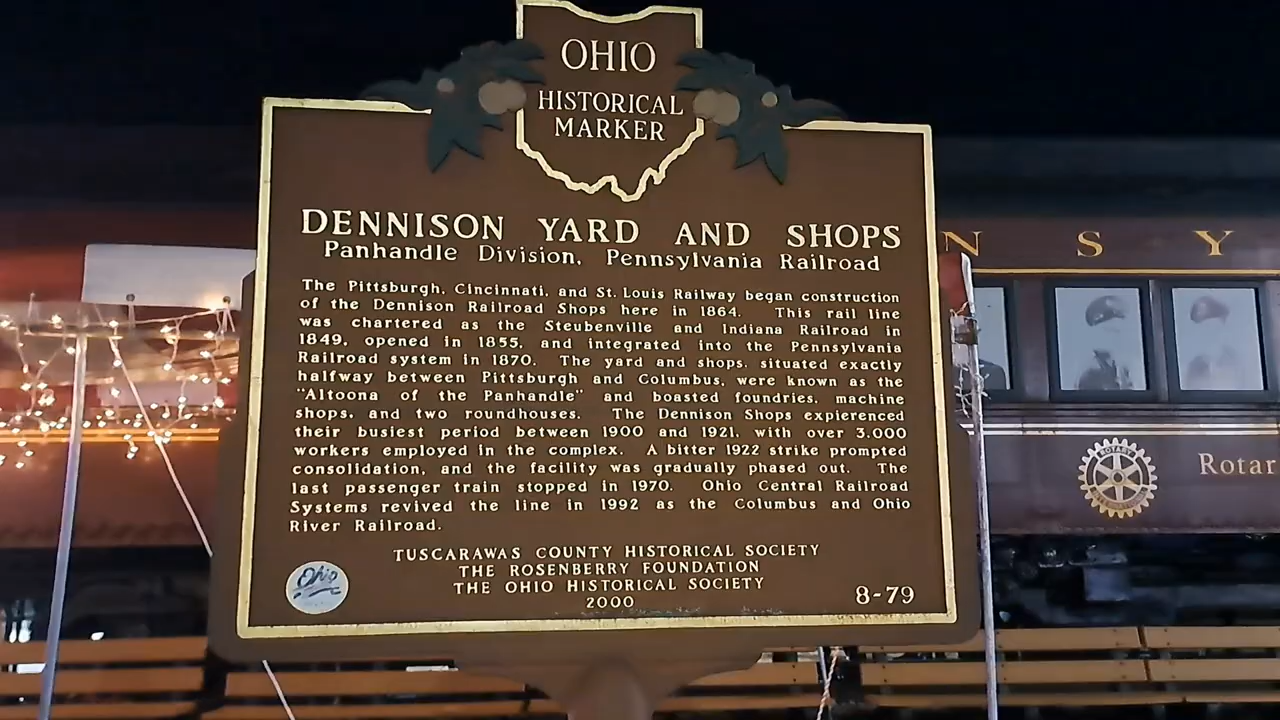 OHIO
HISTORICAL
MARKER
DENNISON YARD AND SHOPS
Panhandle Division, Pennsylvania Railroad
The Pittsburgh, Cincinnati, and St. Louis Railway began construction
of the Dennison Railroad Shops here in 1864. This rail line
was chartered as the Steubenville and Indiana Railroad in
1849, opened in 1855, and integrated into the Pennsylvania
Railroad system in 1870. The yard and shops, situated exactly
halfway between Pittsburgh and Columbus, were known as the
"Altoona of the Panhandle" and boasted foundries, machine
shops, and two roundhouses. The Dennison Shops expierenced
their busiest period between 1900 and 1921, with over 3,000
workers employed in the complex. A bitter 1922 strike prompted
consolidation, and the facility was gradually phased out. The
last passenger train stopped in 1970. Ohio Central Railroad
Systems revived the line in 1992 as the Columbus and Ohio
River Railroad.
TUSCARAWAS COUNTY HISTORICAL SOCIETY
THE ROSENBERRY FOUNDATION
THE OHIO HISTORICAL SOCIETY
2000
8-79
Ohio
N S Y
ROTARY
Rotar